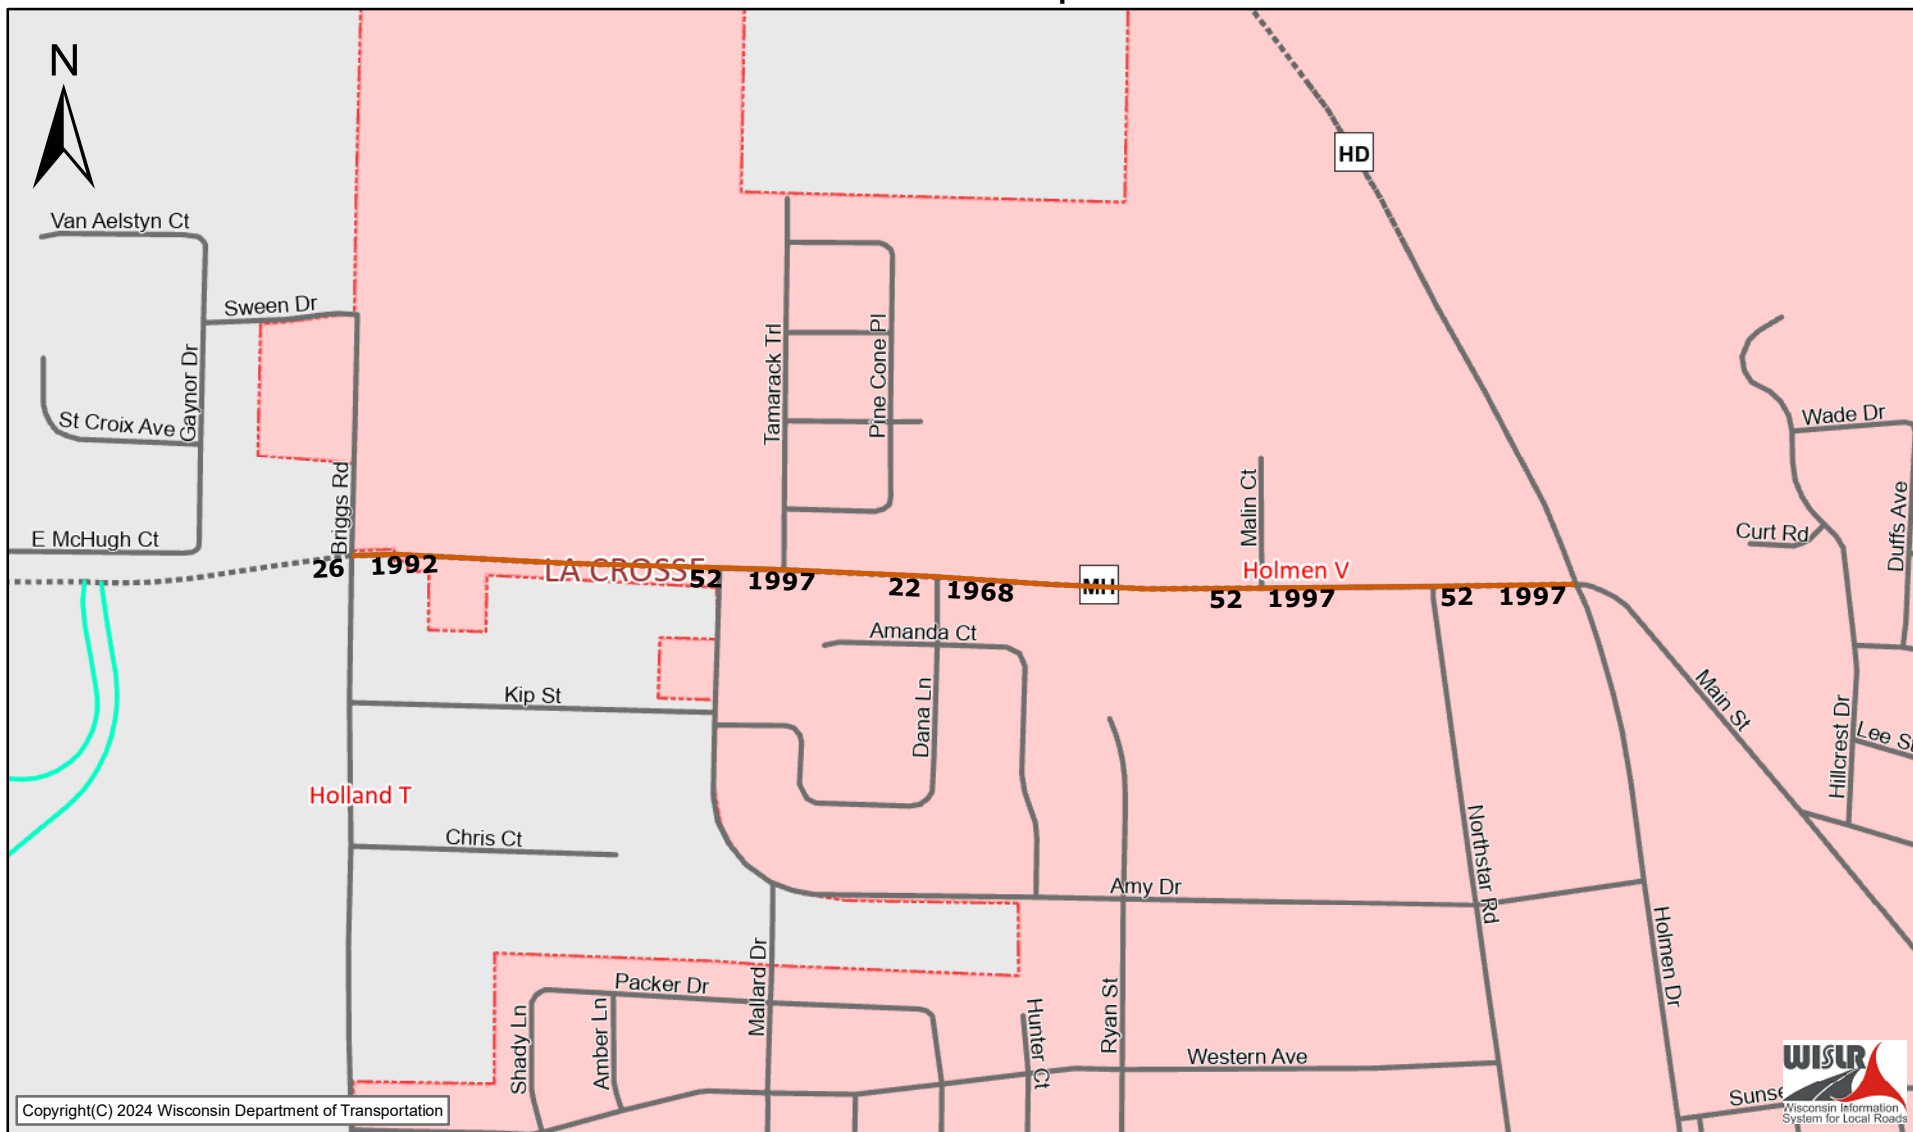 N
HD
Van Aelstyn Ct
Sween Dr
Gaynor Dr
St Croix Ave
Briggs Rd
E McHugh Ct
Tamarack Trl
Pine Cone Pl
Malin Ct
Wade Dr
Curt Rd
Duffs Ave
26 1992
LA CROSSE
52 1997
22 1968
MH
Holmen V
52 1997
52 1997
Amanda Ct
Dana Ln
Kip St
Main St
Hillcrest Dr
Holland T
Chris Ct
Northstar Rd
Amy Dr
Holmen Dr
Mallard Dr
Packer Dr
Shady Ln
Amber Ln
Hunter Ct
Ryan St
Western Ave
Copyright(C) 2024 Wisconsin Department of Transportation
WISLR
Wisconsin Information
System for Local Roads